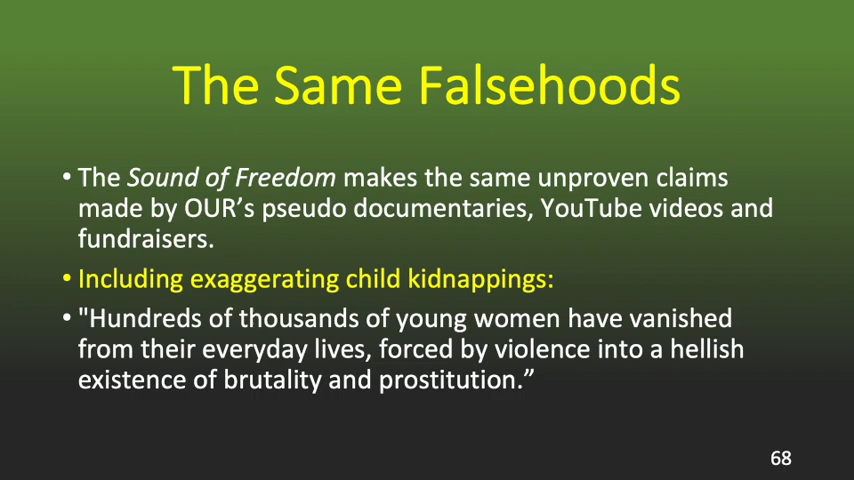 The Same Falsehoods
• The Sound of Freedom makes the same unproven claims
made by OUR’s pseudo documentaries, YouTube videos and
fundraisers.
• Including exaggerating child kidnappings:
• "Hundreds of thousands of young women have vanished
from their everyday lives, forced by violence into a hellish
existence of brutality and prostitution.”
68